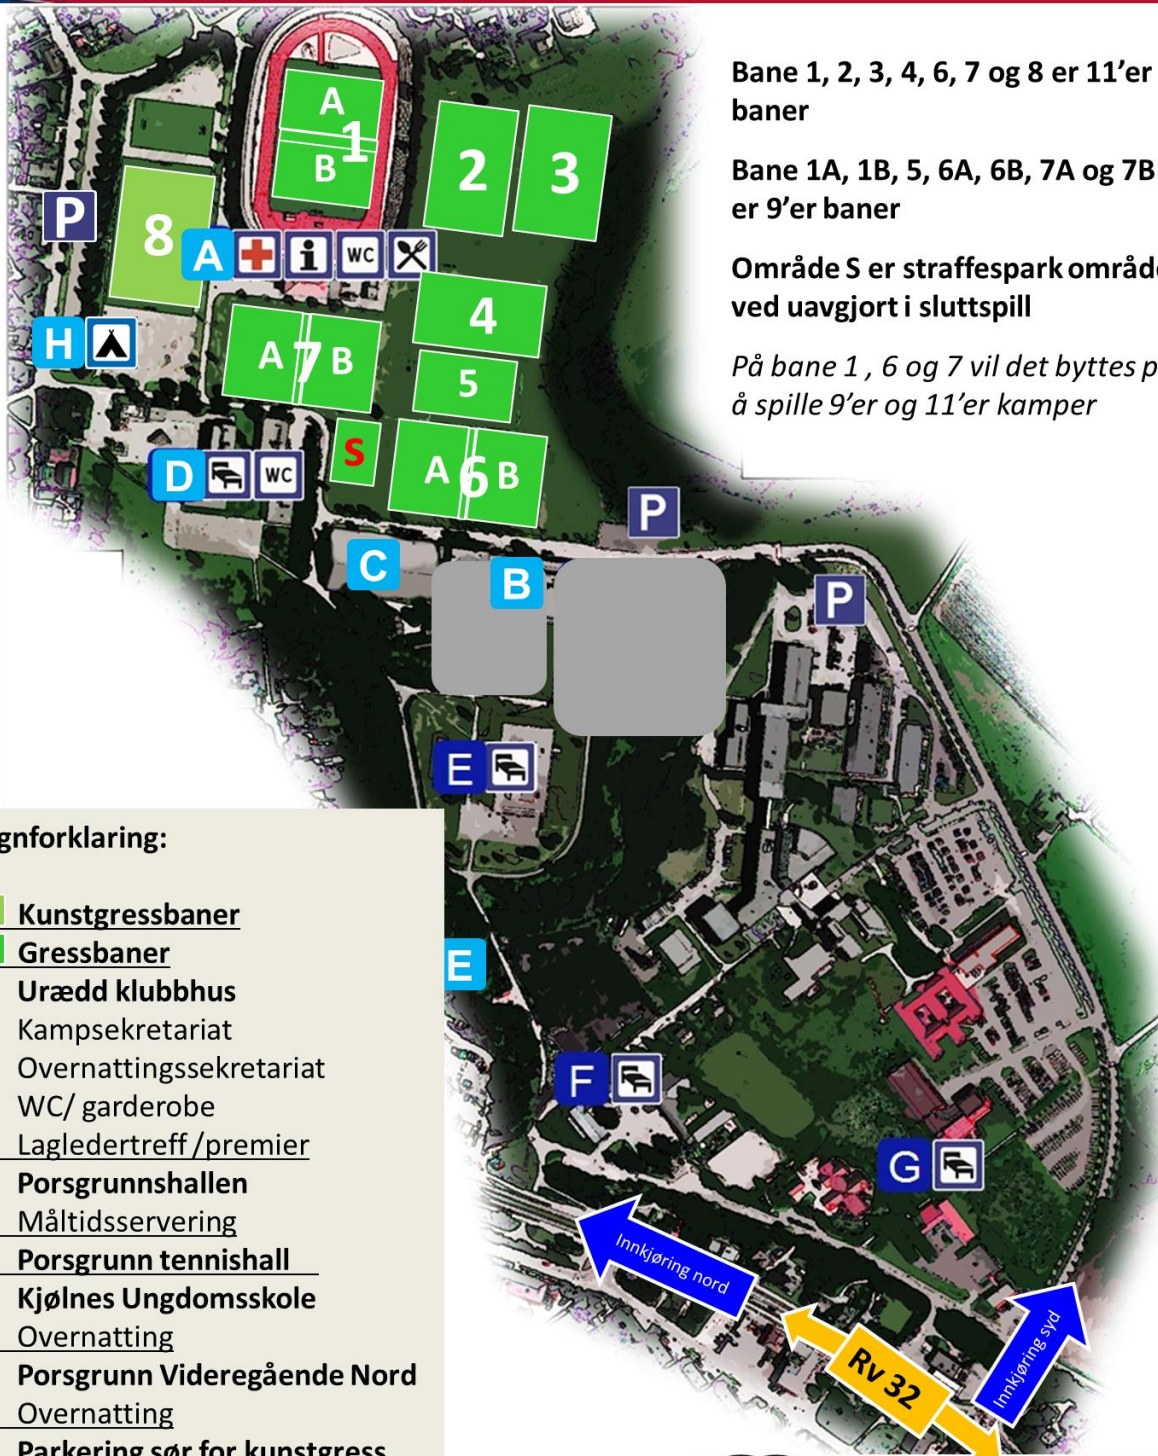 Bane 1, 2, 3, 4, 6, 7 og 8 er 11’er
baner
Bane 1A, 1B, 5, 6A, 6B, 7A og 7B
er 9’er baner
Område S er straffespark område
ved uavgjort i sluttspill
På bane 1 , 6 og 7 vil det byttes p
å spille 9’er og 11’er kamper
A
1
B
2
3
P
8
A
i
WC
4
H
A
7
B
5
S
A
6
B
D
WC
P
C
B
P
E
E
F
G
Innkjøring nord
Rv 32
Innkjøring syd
gnforklaring:
Kunstgressbaner
Gressbaner
Urædd klubbhus
Kampsekretariat
Overnattingssekretariat
WC/ garderobe
Lagledertreff /premier
Porsgrunnshallen
Måltidsservering
Porsgrunn tennishall
Kjølnes Ungdomsskole
Overnatting
Porsgrunn Videregående Nord
Overnatting
Parkering sør for kunstgress